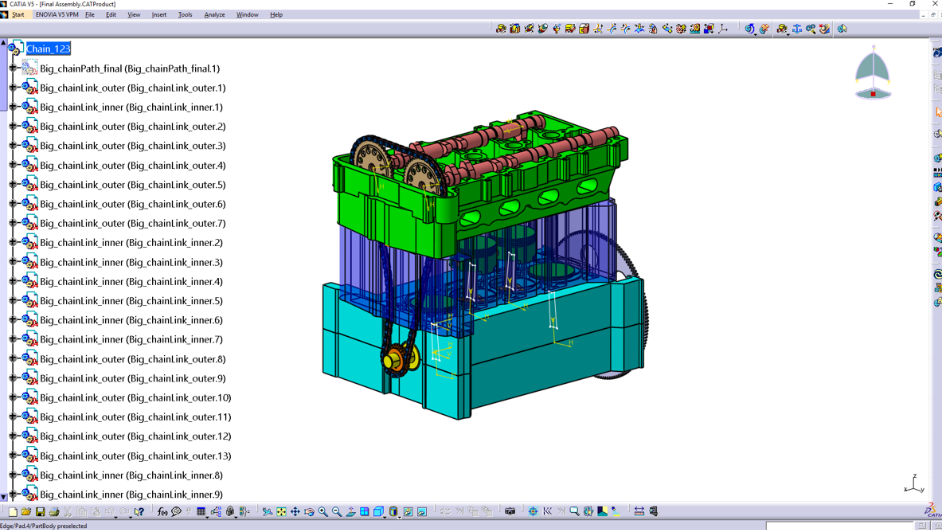 CATIA V5 - [Final Assembly.CATProduct]
Start ENOVIA V5 VPM File Edit View Insert Tools Analyze Window Help
Chain_123
Big_chainPath_final (Big_chainPath_final.1)
Big_chainLink_outer (Big_chainLink_outer.1)
Big_chainLink_inner (Big_chainLink_inner.1)
Big_chainLink_outer (Big_chainLink_outer.2)
Big_chainLink_outer (Big_chainLink_outer.3)
Big_chainLink_outer (Big_chainLink_outer.4)
Big_chainLink_outer (Big_chainLink_outer.5)
Big_chainLink_outer (Big_chainLink_outer.6)
Big_chainLink_outer (Big_chainLink_outer.7)
Big_chainLink_inner (Big_chainLink_inner.2)
Big_chainLink_inner (Big_chainLink_inner.3)
Big_chainLink_inner (Big_chainLink_inner.4)
Big_chainLink_inner (Big_chainLink_inner.5)
Big_chainLink_inner (Big_chainLink_inner.6)
Big_chainLink_inner (Big_chainLink_inner.7)
Big_chainLink_outer (Big_chainLink_outer.8)
Big_chainLink_outer (Big_chainLink_outer.9)
Big_chainLink_outer (Big_chainLink_outer.10)
Big_chainLink_outer (Big_chainLink_outer.11)
Big_chainLink_outer (Big_chainLink_outer.12)
Big_chainLink_outer (Big_chainLink_outer.13)
Big_chainLink_inner (Big_chainLink_inner.8)
Big_chainLink_inner (Big_chainLink_inner.9)
Edge/Pad.4/PartBody preselected